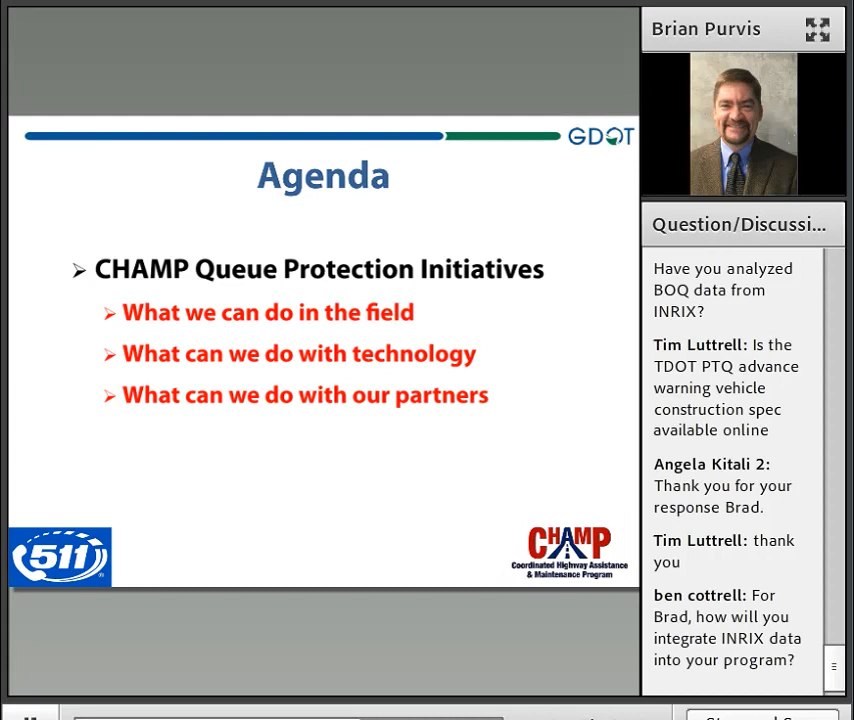 Brian Purvis
GDOT
Agenda
CHAMP Queue Protection Initiatives
What we can do in the field
What can we do with technology
What can we do with our partners
511
CHAMP
Coordinated Highway Assistance
& Maintenance Program
Question/Discussi...
Have you analyzed
BOQ data from
INRIX?
Tim Luttrell: Is the
TDOT PTQ advance
warning vehicle
construction spec
available online
Angela Kitali 2:
Thank you for your
response Brad.
Tim Luttrell: thank
you
ben cottrell: For
Brad, how will you
integrate INRIX data
into your program?